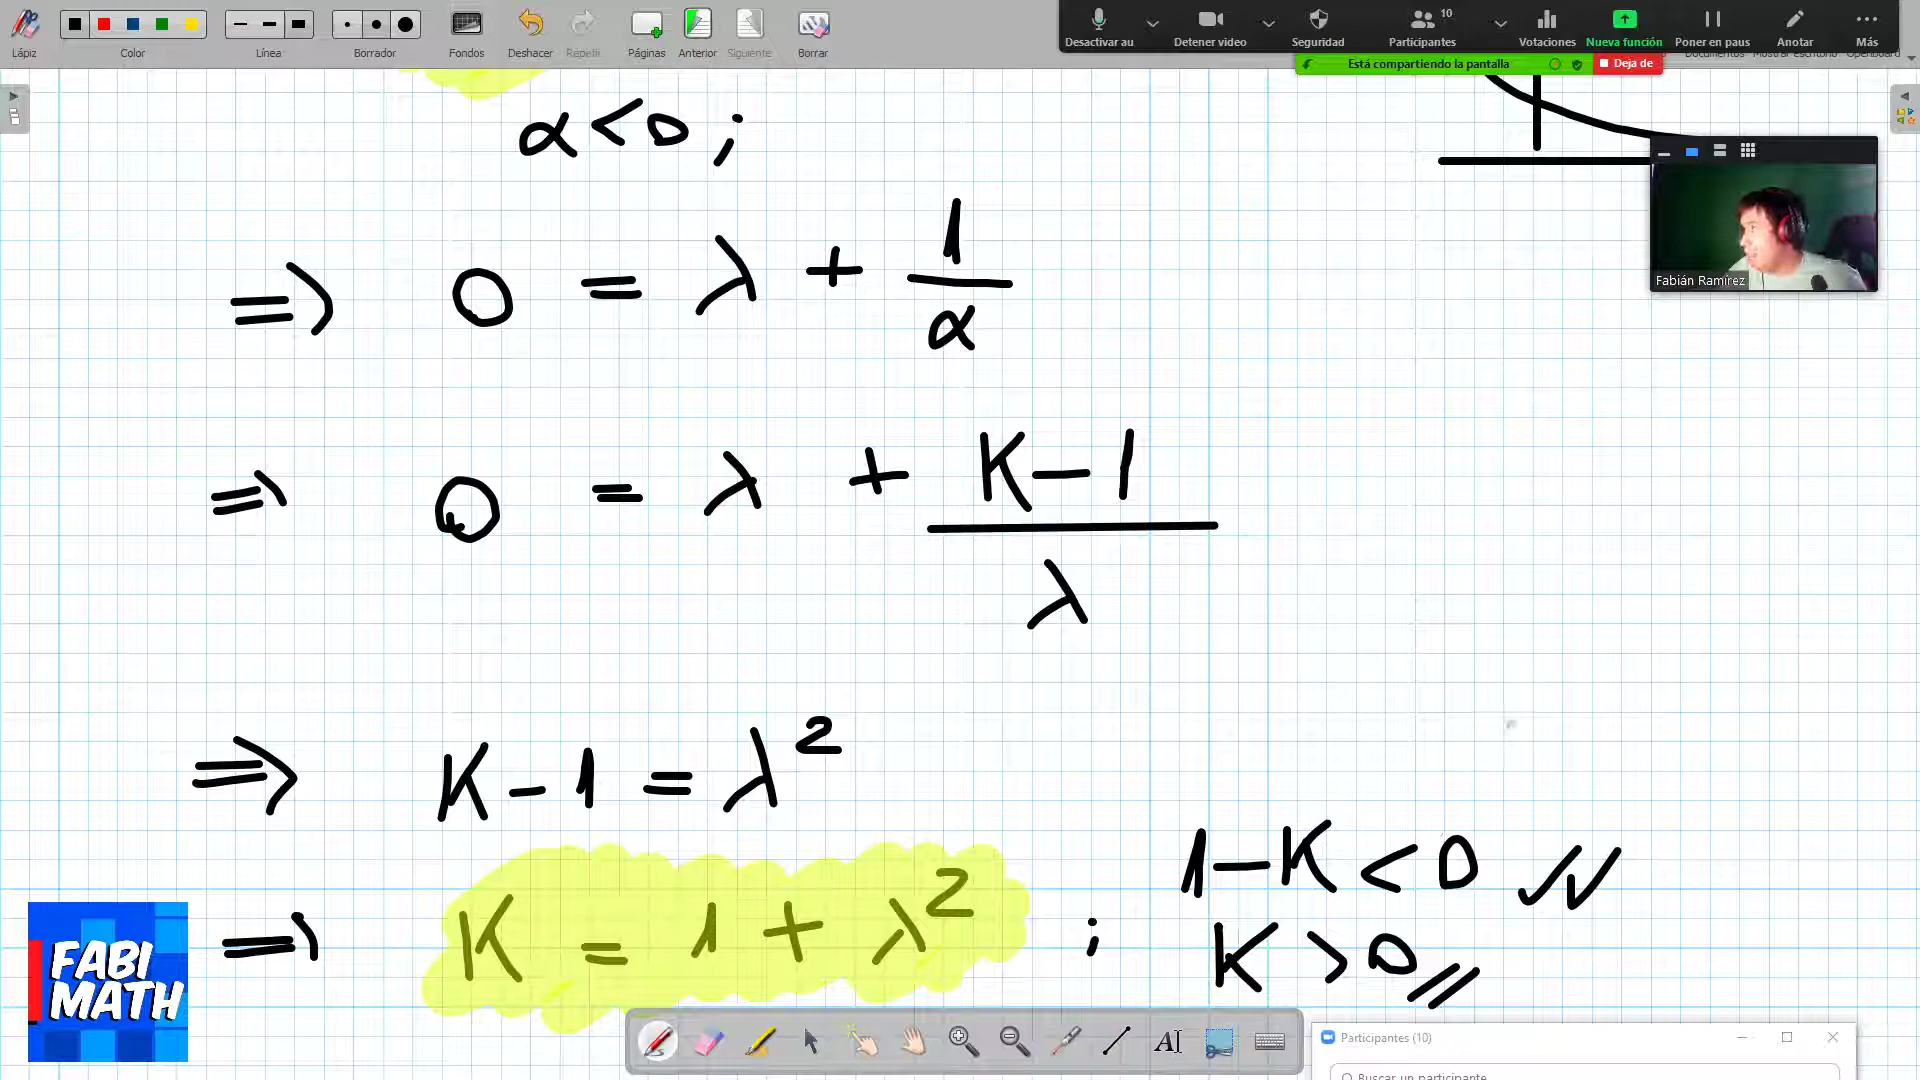 Lápiz
Color
Línea
Borrador
Fondos
Deshacer
Repetir
Páginas
Anterior
Siguiente
Borrar
Desactivar au
Detener video
Seguridad
Participantes
10
Votaciones
Nueva función
Poner en paus
Anotar
Más
Está compartiendo la pantalla
Deja de
α < 0 ;
⇒ 0 = λ + 1/α
⇒ 0 = λ + (K-1)/λ
⇒ K - 1 = λ²
⇒ K = 1 + λ² ;
1 - K < 0
K > 0
Fabián Ramírez
FABI
MATH
AI
Participantes (10)
Buscar un participante